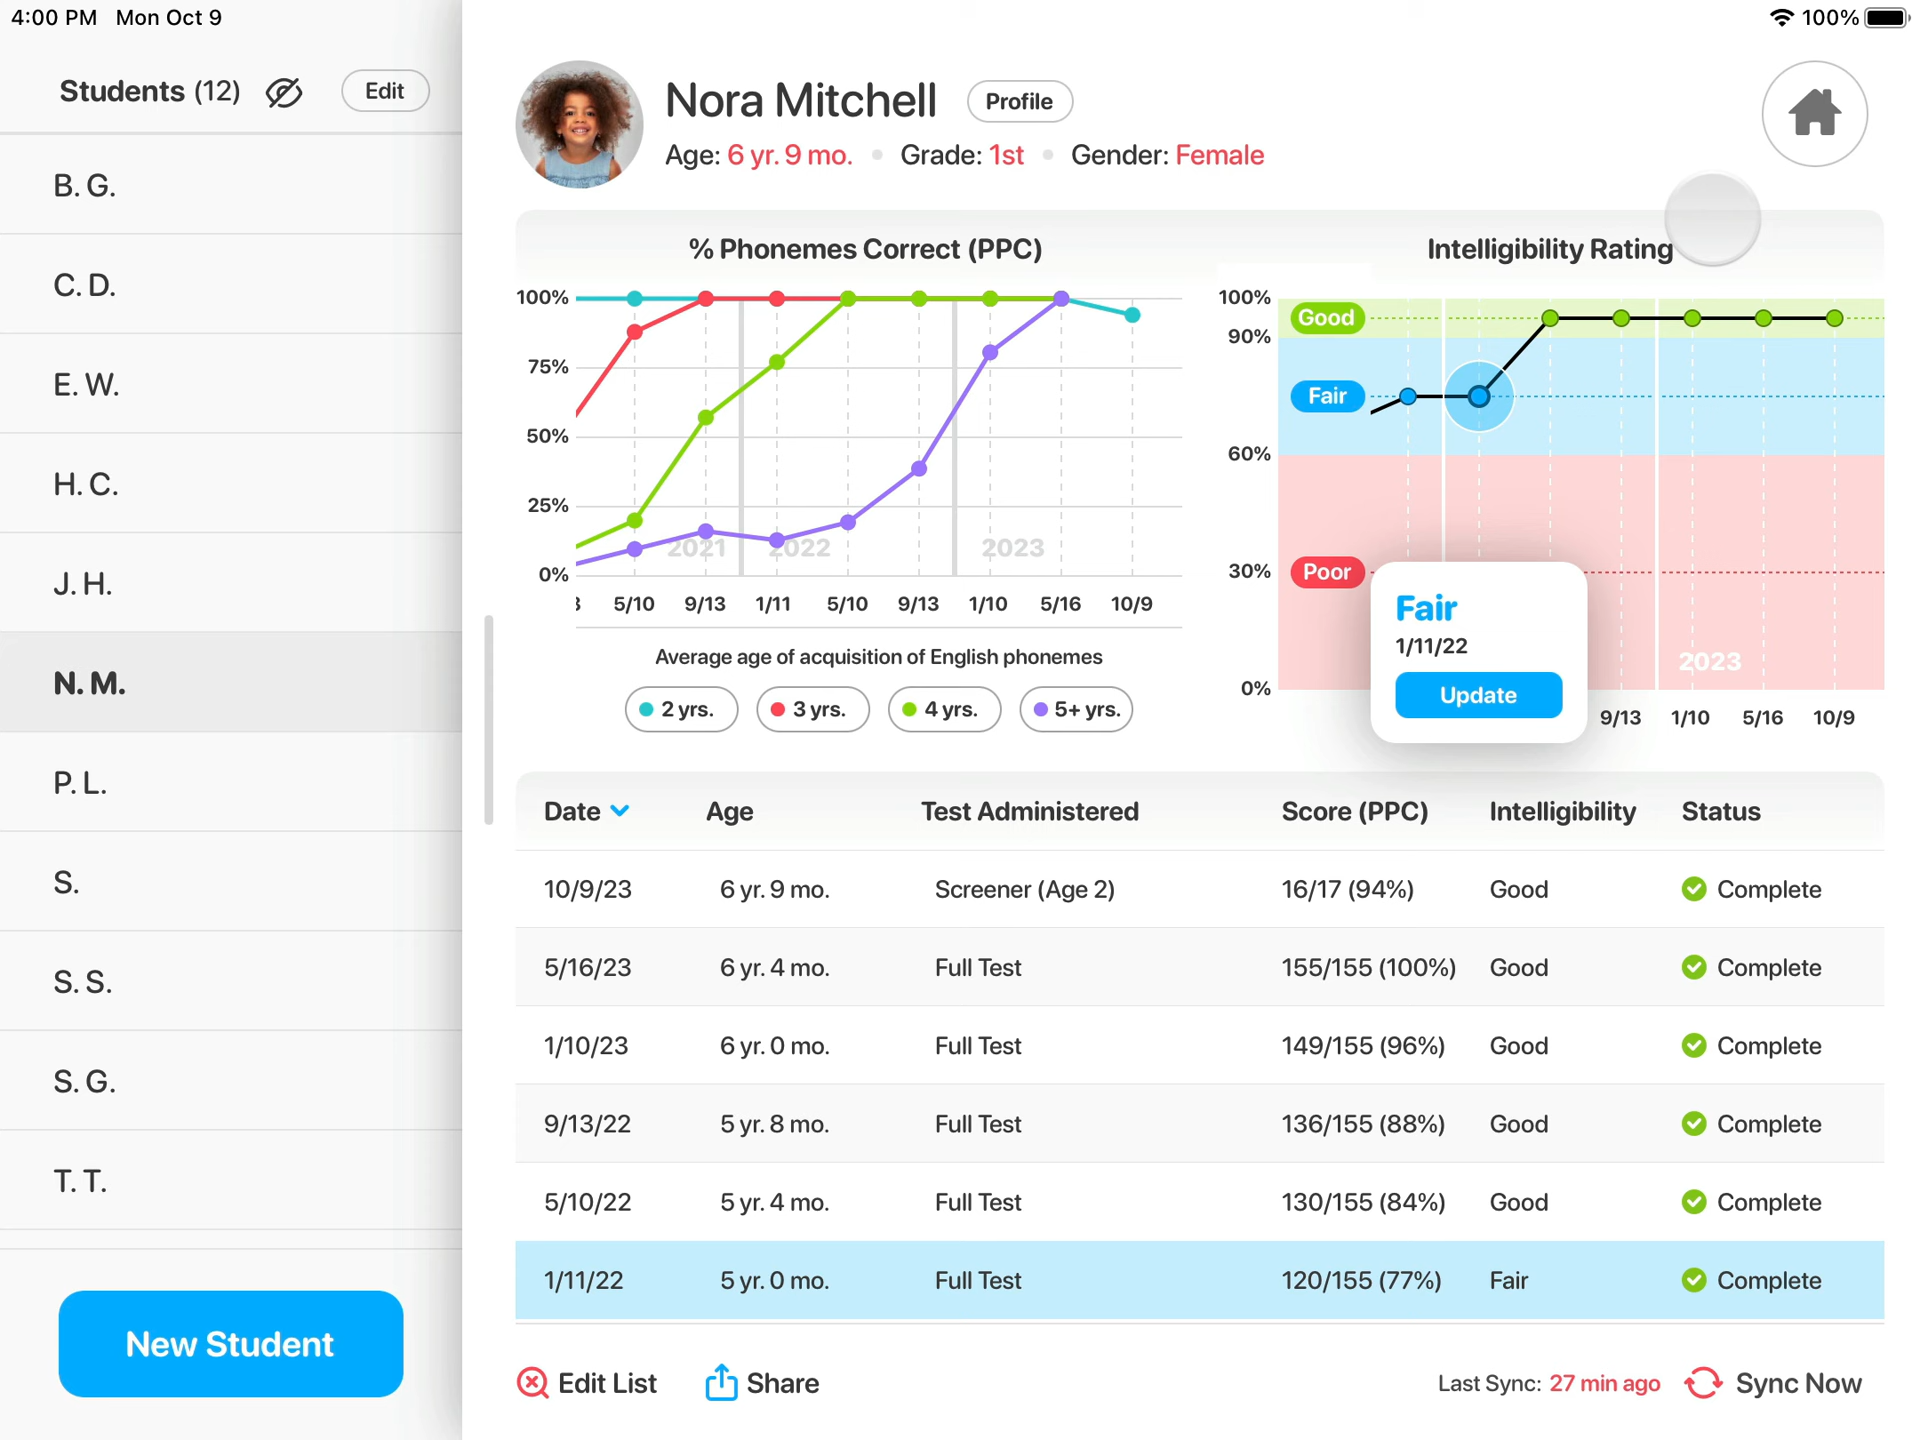 4:00 PM Mon Oct 9
100%
Students (12)
Edit
B. G.
C. D.
E. W.
H. C.
J. H.
N. M.
P. L.
S.
S. S.
S. G.
T. T.
New Student
Nora Mitchell
Profile
Age: 6 yr. 9 mo. Grade: 1st Gender: Female
% Phonemes Correct (PPC)
100%
75%
50%
25%
0%
2021 2022 2023
5/10 9/13 1/11 5/10 9/13 1/10 5/16 10/9
Average age of acquisition of English phonemes
2 yrs. 3 yrs. 4 yrs. 5+ yrs.
Intelligibility Rating
100%
Good
90%
Fair
60%
30% Poor
0%
2023
9/13 1/10 5/16 10/9
Fair
1/11/22
Update
Date Age Test Administered Score (PPC) Intelligibility Status
10/9/23 6 yr. 9 mo. Screener (Age 2) 16/17 (94%) Good Complete
5/16/23 6 yr. 4 mo. Full Test 155/155 (100%) Good Complete
1/10/23 6 yr. 0 mo. Full Test 149/155 (96%) Good Complete
9/13/22 5 yr. 8 mo. Full Test 136/155 (88%) Good Complete
5/10/22 5 yr. 4 mo. Full Test 130/155 (84%) Good Complete
1/11/22 5 yr. 0 mo. Full Test 120/155 (77%) Fair Complete
Edit List Share Last Sync: 27 min ago Sync Now